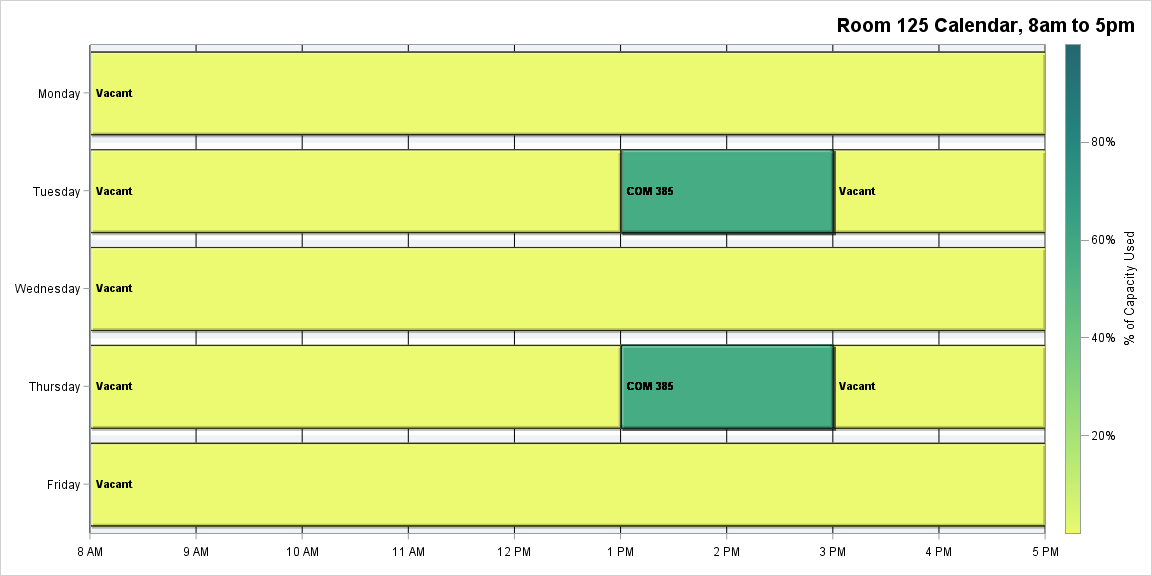 Room 125 Calendar, 8am to 5pm
Monday
Vacant
Tuesday
Vacant
COM 385
Vacant
Wednesday
Vacant
Thursday
Vacant
COM 385
Vacant
Friday
Vacant
8 AM
9 AM
10 AM
11 AM
12 PM
1 PM
2 PM
3 PM
4 PM
5 PM
80%
60%
40%
20%
% of Capacity Used